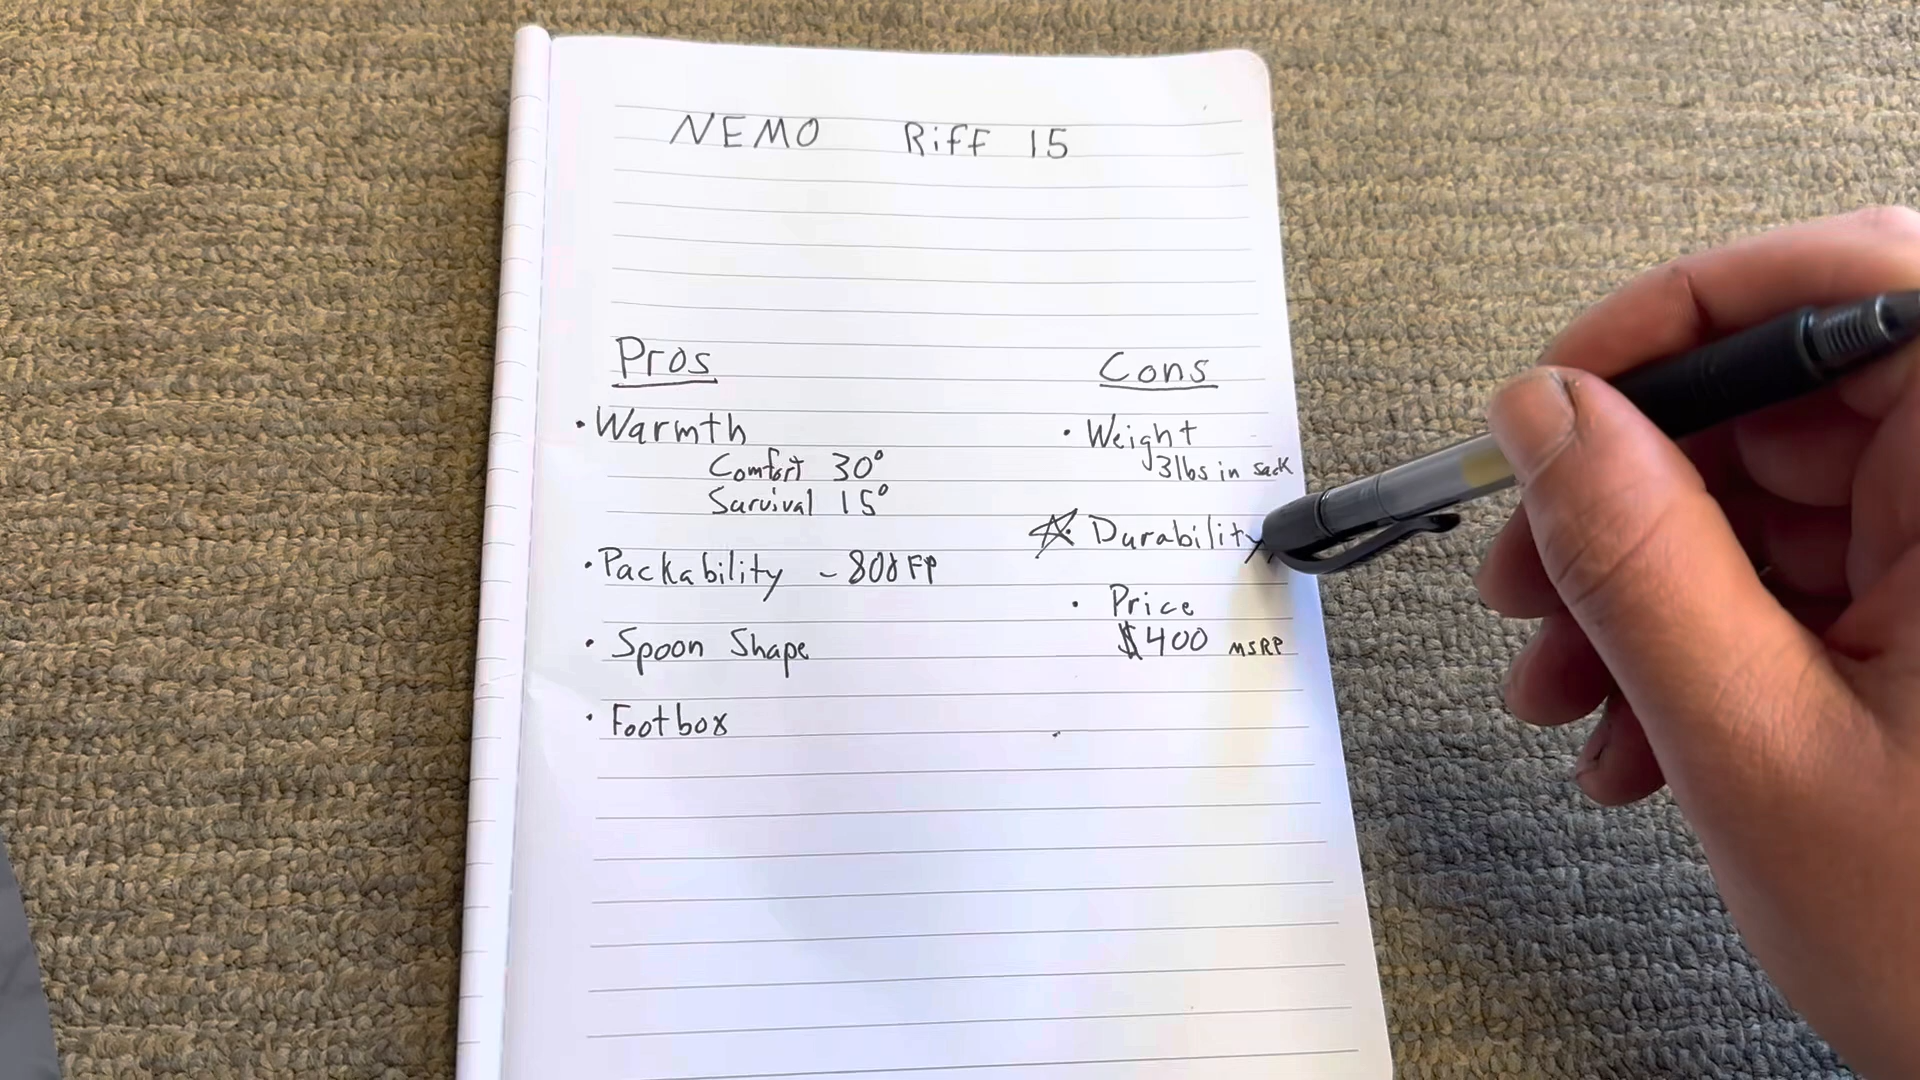 NEMO Riff 15
Pros
• Warmth
Comfort 30°
Survival 15°
• Packability - 800 FP
• Spoon Shape
• Footbox
Cons
• Weight
3lbs in sack
☆• Durability
• Price
$400 MSRP